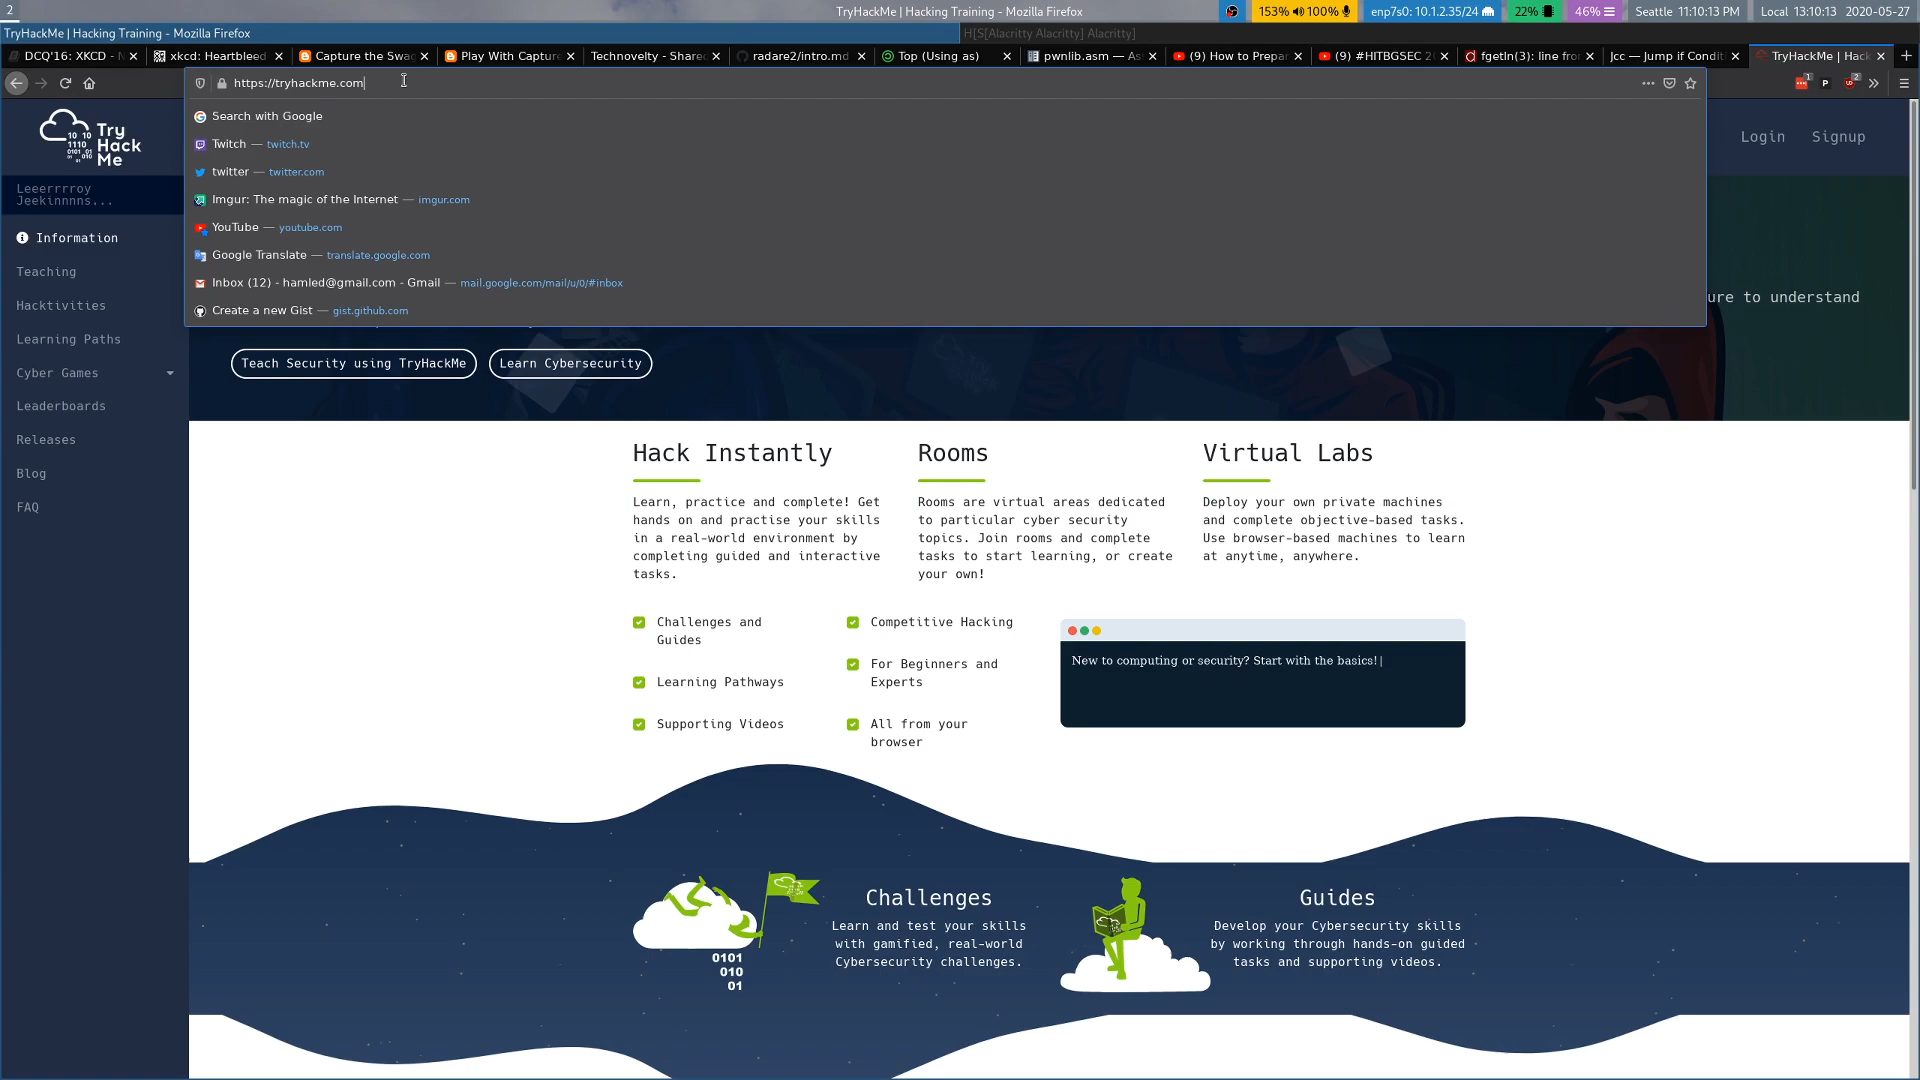 2
TryHackMe | Hacking Training - Mozilla Firefox
153% 100%
enp7s0: 10.1.2.35/24
22%
46%
Seattle 11:10:13 PM
Local 13:10:13 2020-05-27
TryHackMe | Hacking Training - Mozilla Firefox
H[S[Alacritty Alacritty] Alacritty]
DCQ'16: XKCD - N
xkcd: Heartbleed
Capture the Swag
Play With Capture
Technovelty - Share
radare2/intro.md
Top (Using as)
pwnlib.asm — As
(9) How to Prepar
(9) #HITBGSEC 2
fgetln(3): line fro
Jcc — Jump if Condit
TryHackMe | Hack
https://tryhackme.com
Search with Google
Twitch — twitch.tv
twitter — twitter.com
Imgur: The magic of the Internet — imgur.com
YouTube — youtube.com
Google Translate — translate.google.com
Inbox (12) - hamled@gmail.com - Gmail — mail.google.com/mail/u/0/#inbox
Create a new Gist — gist.github.com
10 10
1110
0101 01
Try
Hack
Me
Login
Signup
Leeerrrroy
Jeekinnnns...
Information
Teaching
Hacktivities
Learning Paths
Cyber Games
Leaderboards
Releases
Blog
FAQ
ure to understand
Teach Security using TryHackMe
Learn Cybersecurity
Hack Instantly
Learn, practice and complete! Get
hands on and practise your skills
in a real-world environment by
completing guided and interactive
tasks.
Rooms
Rooms are virtual areas dedicated
to particular cyber security
topics. Join rooms and complete
tasks to start learning, or create
your own!
Virtual Labs
Deploy your own private machines
and complete objective-based tasks.
Use browser-based machines to learn
at anytime, anywhere.
Challenges and
Guides
Learning Pathways
Supporting Videos
Competitive Hacking
For Beginners and
Experts
All from your
browser
New to computing or security? Start with the basics!|
0101
010
01
Challenges
Learn and test your skills
with gamified, real-world
Cybersecurity challenges.
Guides
Develop your Cybersecurity skills
by working through hands-on guided
tasks and supporting videos.